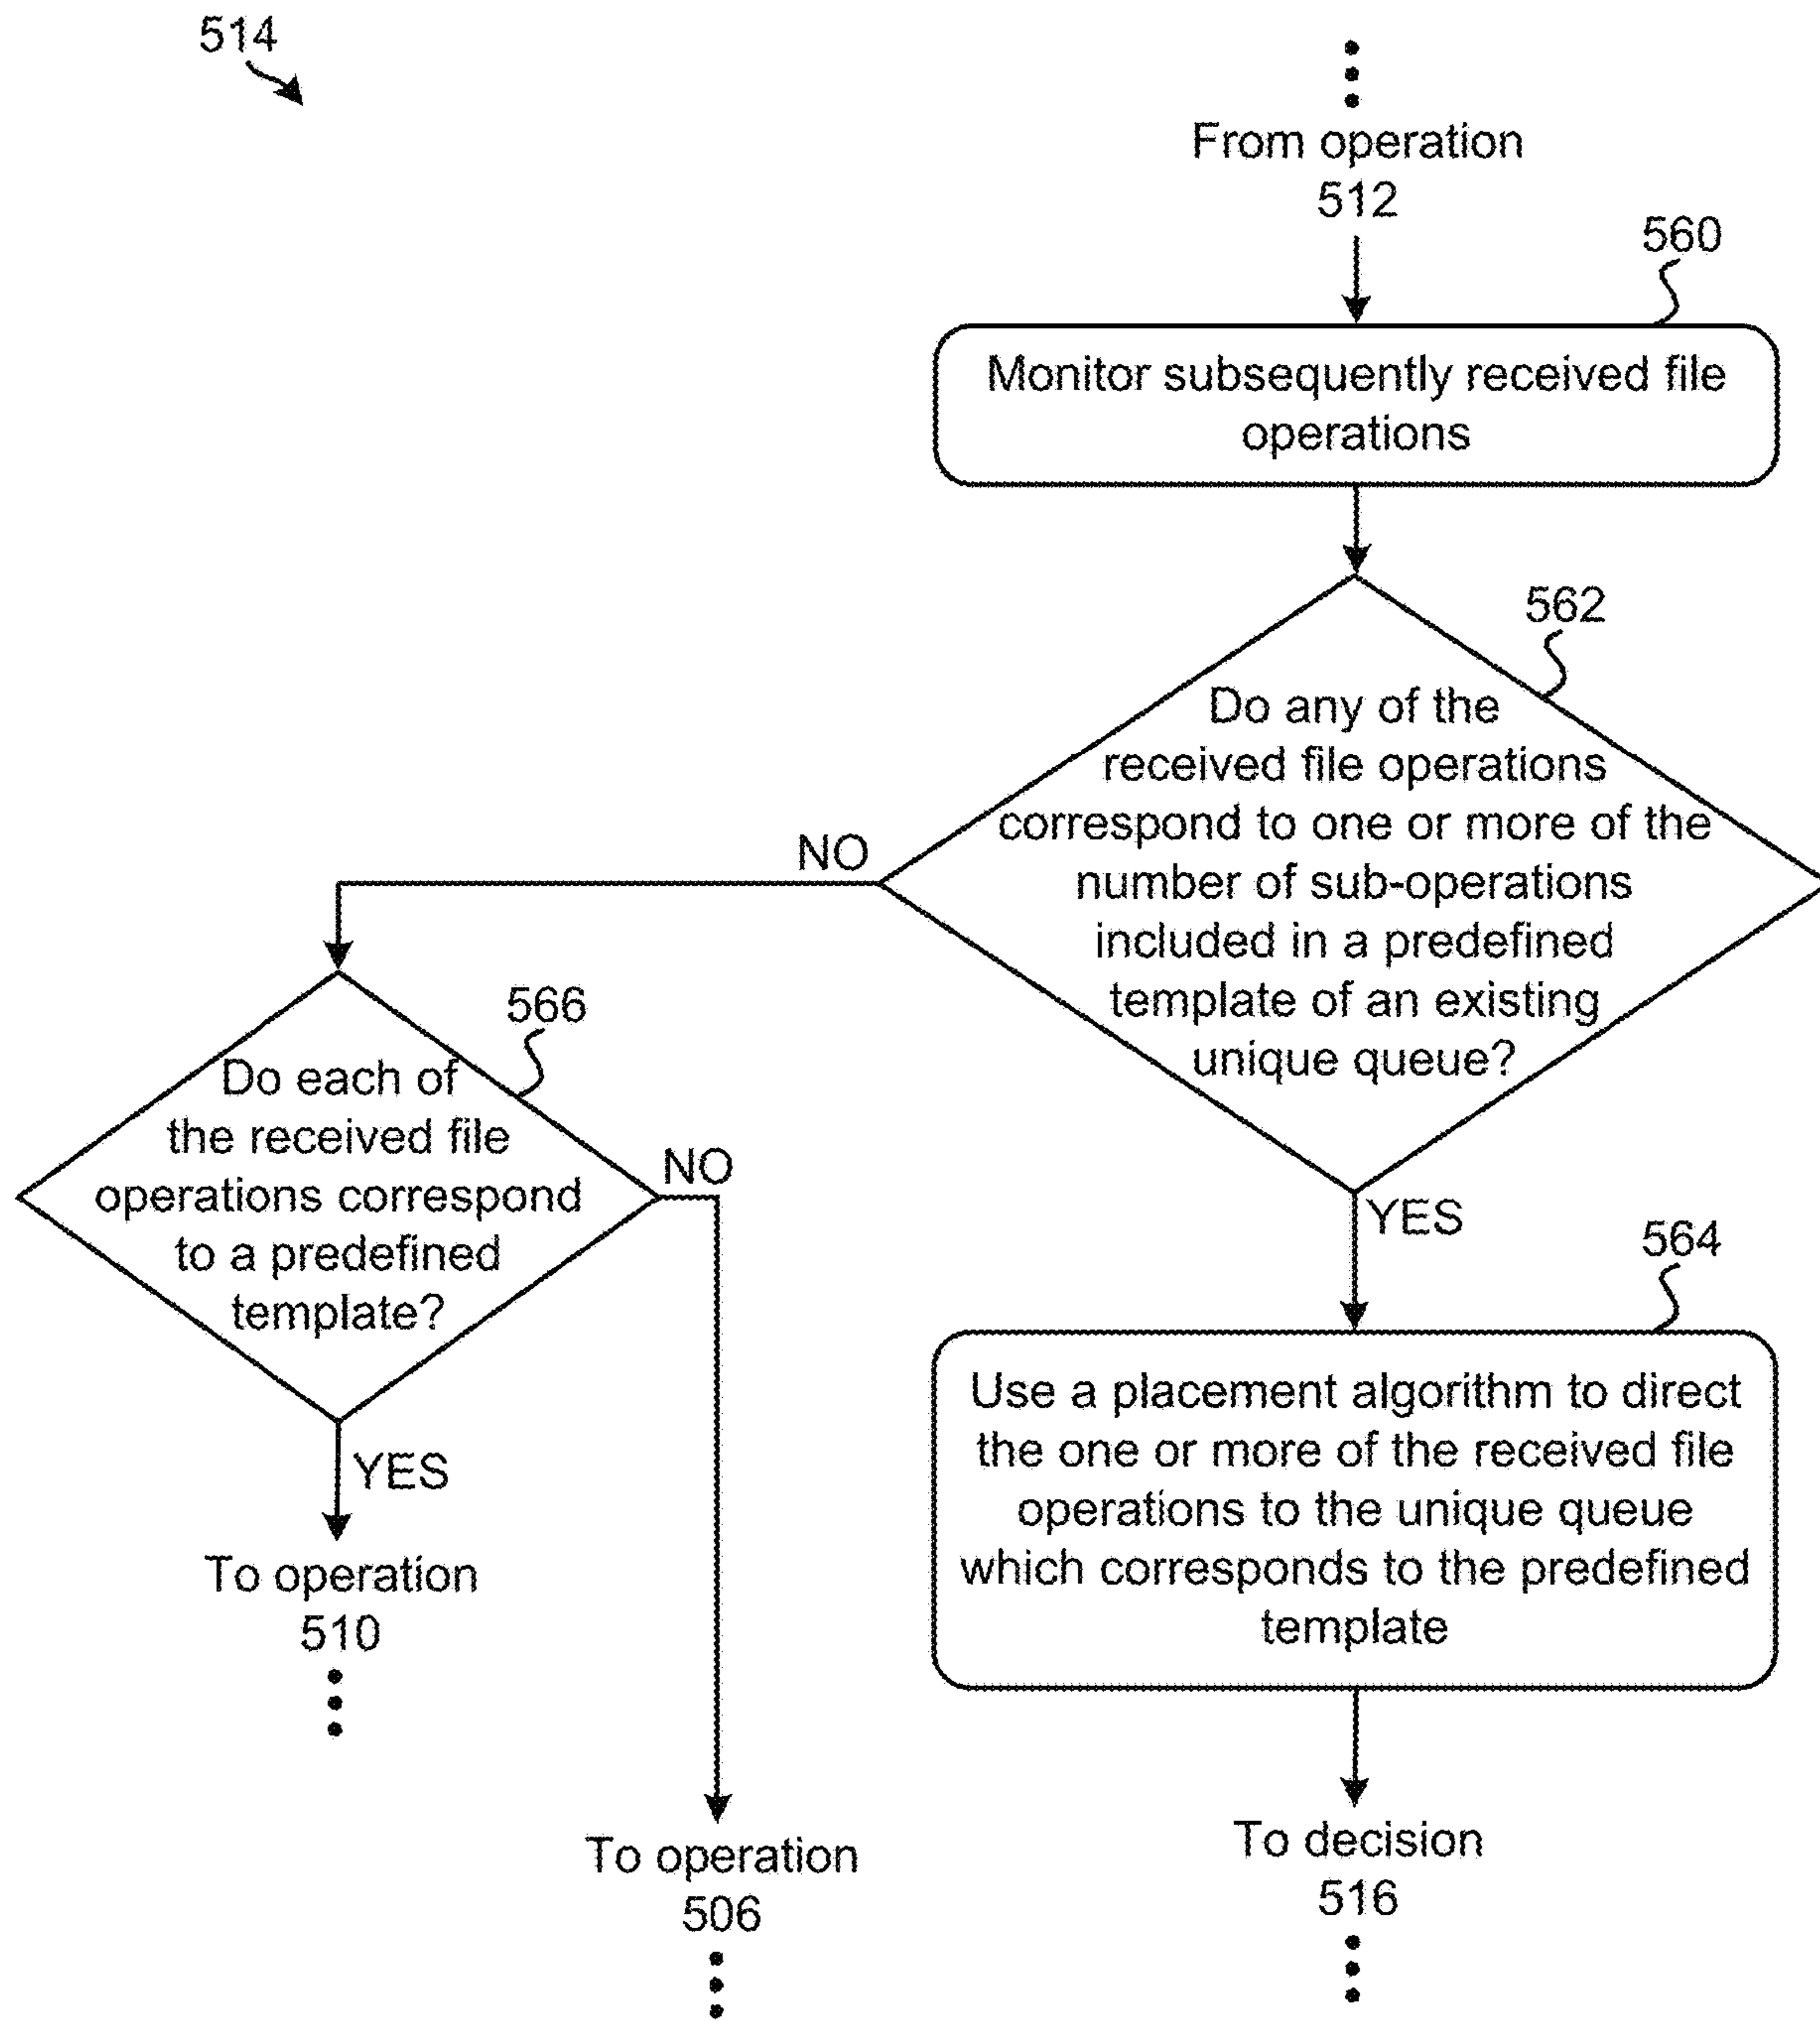 514
From operation
512
560
Monitor subsequently received file
operations
562
Do any of the
received file operations
correspond to one or more of the
number of sub-operations
included in a predefined
template of an existing
unique queue?
NO
YES
566
Do each of
the received file
operations correspond
to a predefined
template?
NO
YES
564
Use a placement algorithm to direct
the one or more of the received file
operations to the unique queue
which corresponds to the predefined
template
To operation
510
To operation
506
To decision
516